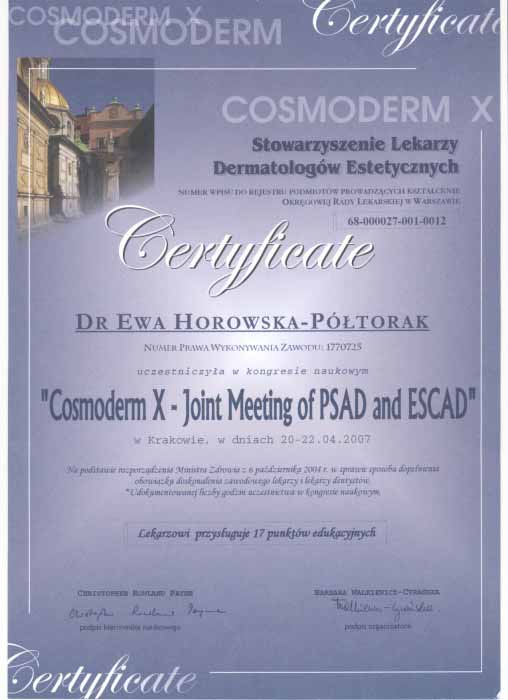 COSMODERM X
COSMODERM
Certyficate
COSMODERM X
Stowarzyszenie Lekarzy
Dermatologów Estetycznych
NUMER WPISU DO REJESTRU PODMIOTÓW PROWADZĄCYCH KSZTAŁCENIE
OKRĘGOWEJ RADY LEKARSKIEJ W WARSZAWIE
68-000027-001-0012
Certyficate
DR EWA HOROWSKA-PÓŁTORAK
NUMER PRAWA WYKONYWANIA ZAWODU: 1770725
uczestniczyła w kongresie naukowym
"Cosmoderm X - Joint Meeting of PSAD and ESCAD"
w Krakowie, w dniach 20-22.04.2007
Na podstawie rozporządzenia Ministra Zdrowia z 6 października 2004 r. w sprawie sposobu dopełnienia
obowiązku doskonalenia zawodowego lekarzy i lekarzy dentystów.
*Udokumentowanej liczby godzin uczestnictwa w kongresie naukowym
Lekarzowi przysługuje 17 punktów edukacyjnych
CHRISTOPHER ROWLAND PAYNE
BARBARA WALKIEWICZ-CYRAŃSKA
Christopher Rowland Payne
podpis kierownika naukowego
podpis organizatora
Certyficate